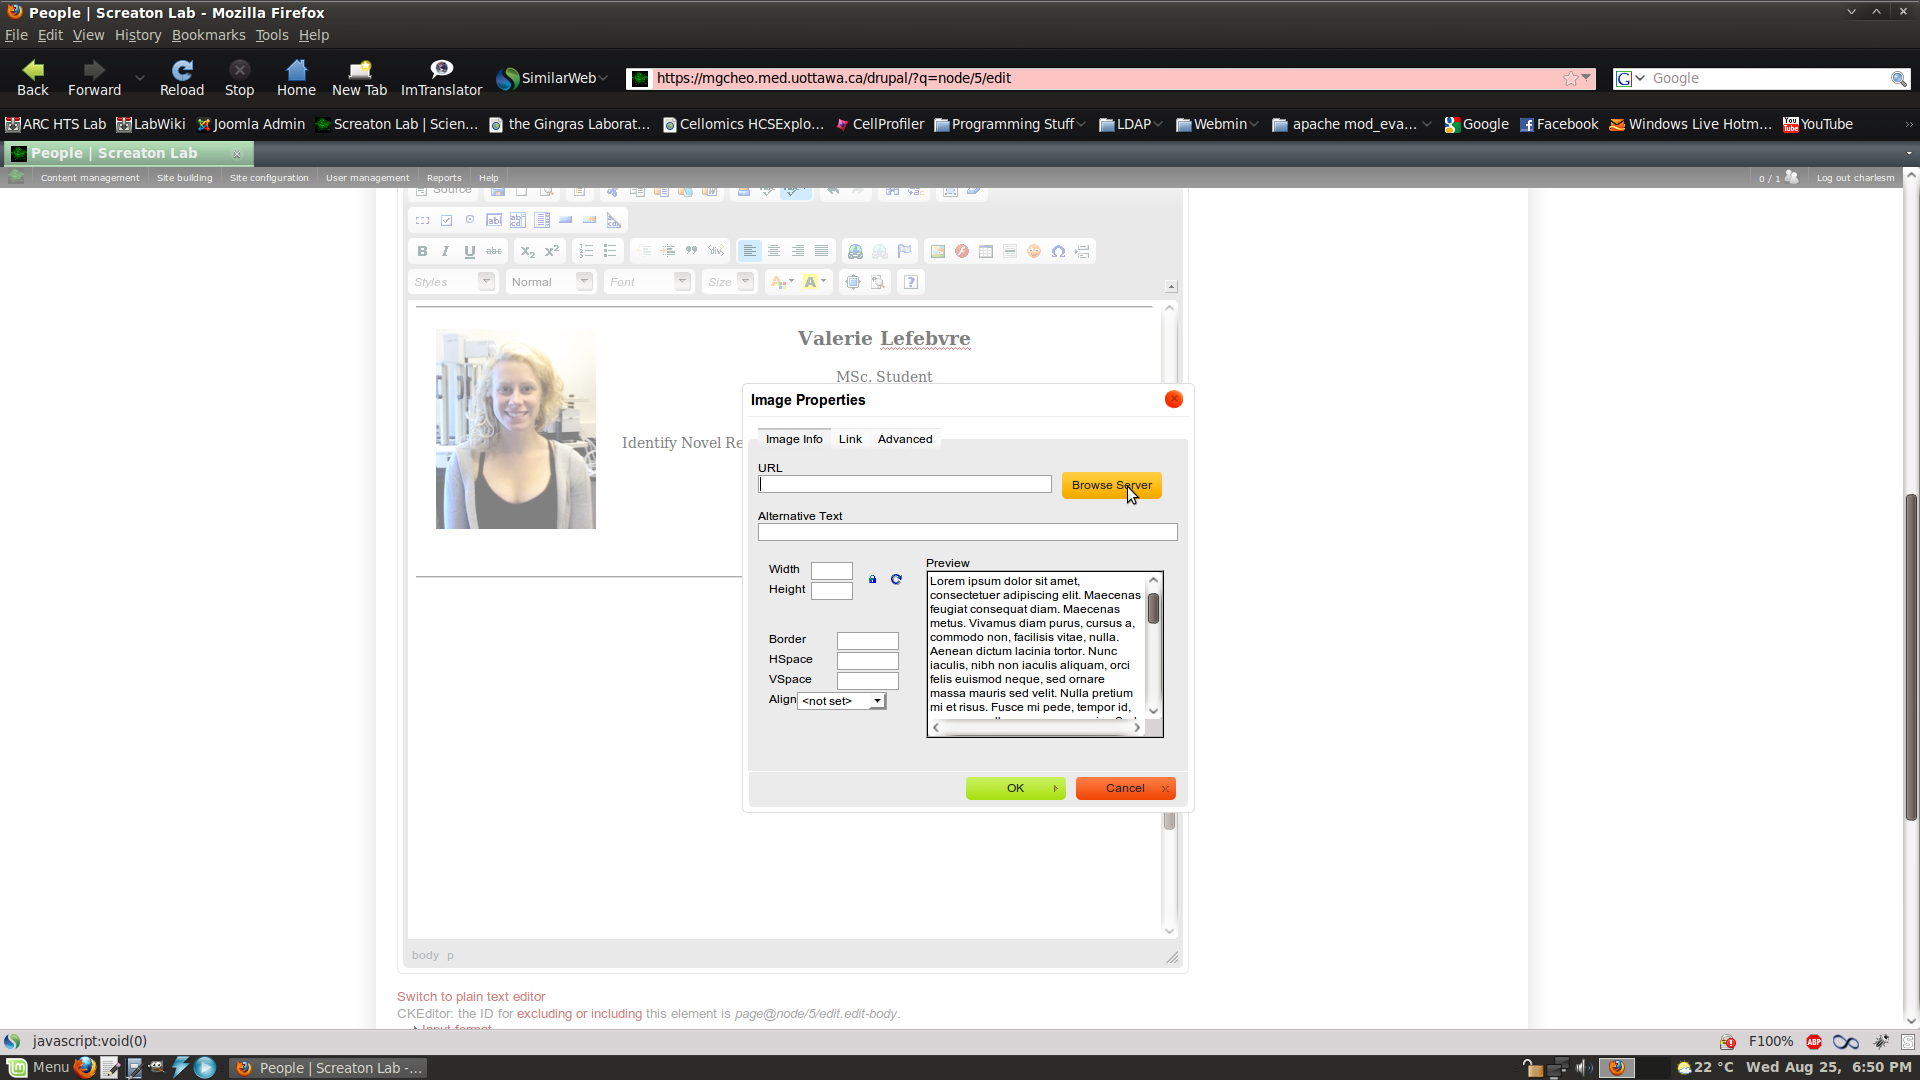 People | Screaton Lab - Mozilla Firefox
File Edit View History Bookmarks Tools Help
Back Forward Reload Stop Home New Tab ImTranslator SimilarWeb https://mgcheo.med.uottawa.ca/drupal/?q=node/5/edit Google
ARC HTS Lab LabWiki Joomla Admin Screaton Lab | Scien... the Gingras Laborat... Cellomics HCSExplo... CellProfiler Programming Stuff LDAP Webmin apache mod_eva... Google Facebook Windows Live Hotm... YouTube
People | Screaton Lab
Content management Site building Site configuration User management Reports Help 0 / 1 Log out charlesm
Source
Styles Normal Font Size
Valerie Lefebvre
MSc. Student
Identify Novel Re
Image Properties
Image Info Link Advanced
URL
Browse Server
Alternative Text
Width
Height
Border
HSpace
VSpace
Align <not set>
Preview
Lorem ipsum dolor sit amet,
consectetuer adipiscing elit. Maecenas
feugiat consequat diam. Maecenas
metus. Vivamus diam purus, cursus a,
commodo non, facilisis vitae, nulla.
Aenean dictum lacinia tortor. Nunc
iaculis, nibh non iaculis aliquam, orci
felis euismod neque, sed ornare
massa mauris sed velit. Nulla pretium
mi et risus. Fusce mi pede, tempor id,
OK Cancel
body p
Switch to plain text editor
CKEditor: the ID for excluding or including this element is page@node/5/edit.edit-body.
Input format
javascript:void(0) F100% ABP
Menu People | Screaton Lab -... 22 °C Wed Aug 25, 6:50 PM